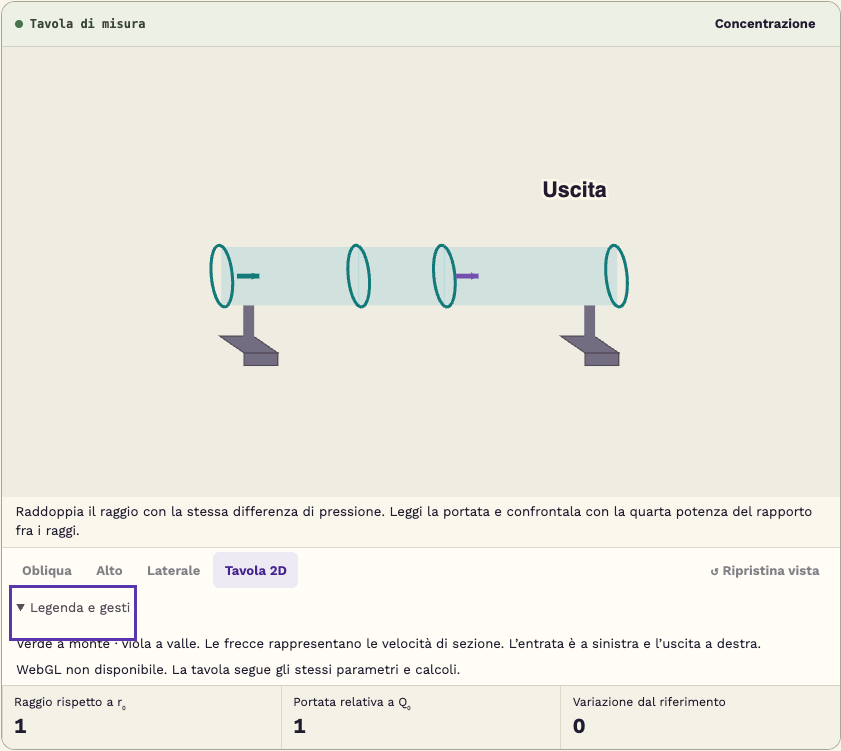 Tavola di misura
Concentrazione
Uscita
Raddoppia il raggio con la stessa differenza di pressione. Leggi la portata e confrontala con la quarta potenza del rapporto
fra i raggi.
Obliqua Alto Laterale Tavola 2D ↺ Ripristina vista
▼ Legenda e gesti
Verde a monte · viola a valle. Le frecce rappresentano le velocità di sezione. L’entrata è a sinistra e l’uscita a destra.
WebGL non disponibile. La tavola segue gli stessi parametri e calcoli.
Raggio rispetto a r₀
1
Portata relativa a Q₀
1
Variazione dal riferimento
0